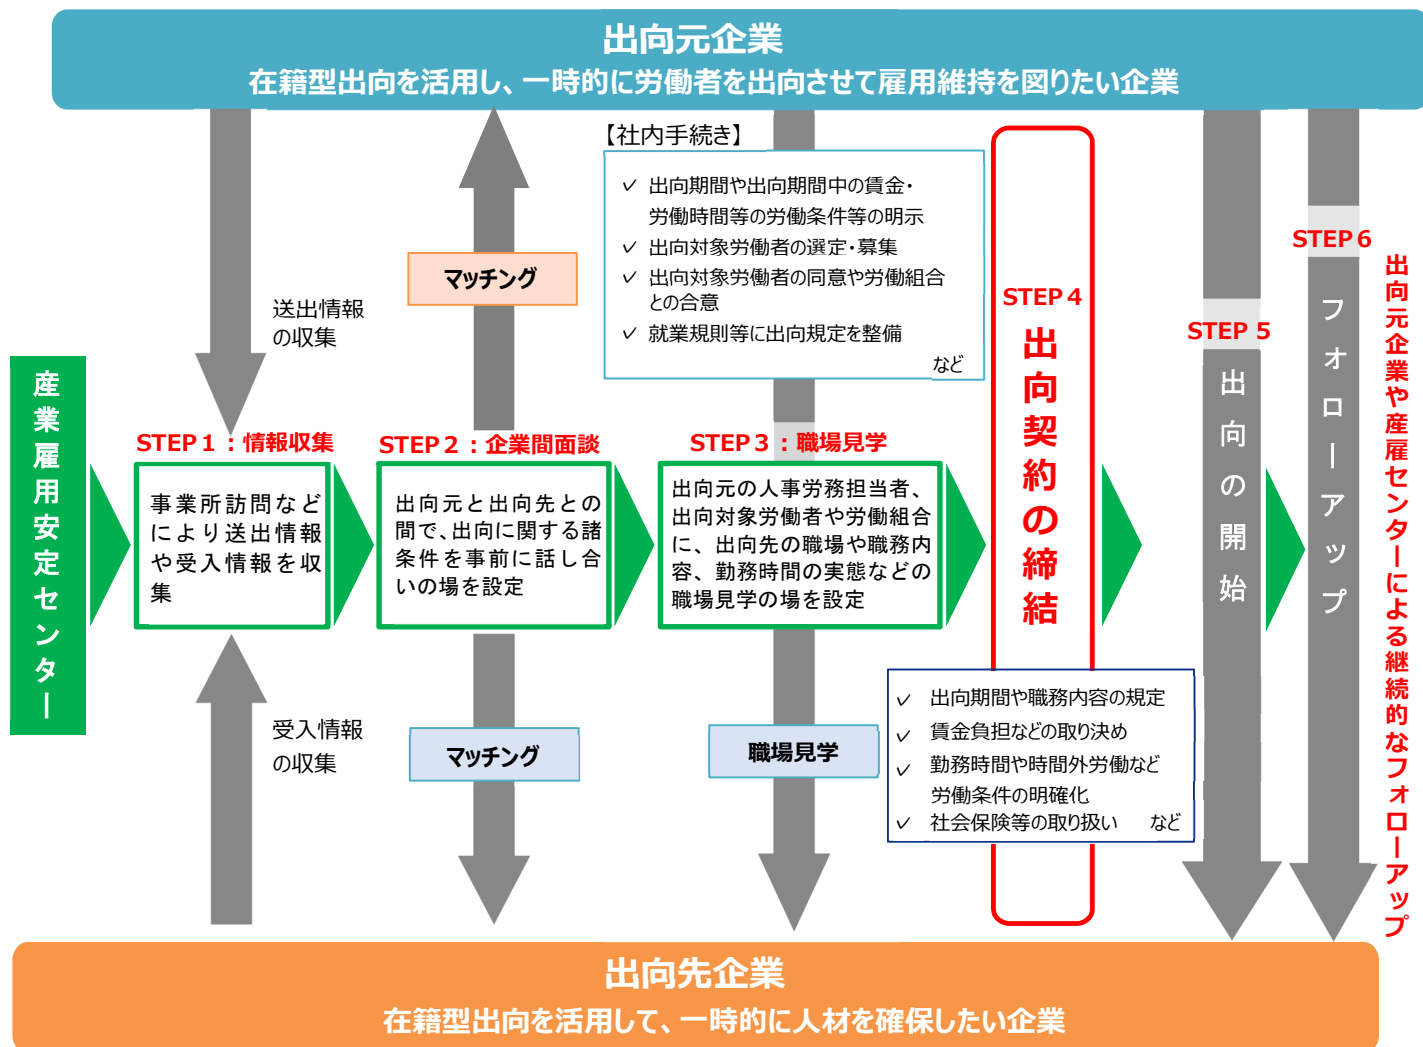 出向元企業
在籍型出向を活用し、一時的に労働者を出向させて雇用維持を図りたい企業
産業雇用安定センター
送出情報
の収集
STEP１：情報収集
事業所訪問など
により送出情報
や受入情報を収
集
受入情報
の収集
マッチング
STEP２：企業間面談
出向元と出向先との
間で、出向に関する諸
条件を事前に話し合
いの場を設定
マッチング
【社内手続き】
✓ 出向期間や出向期間中の賃金・
労働時間等の労働条件等の明示
✓ 出向対象労働者の選定・募集
✓ 出向対象労働者の同意や労働組合
との合意
✓ 就業規則等に出向規定を整備
など
STEP３：職場見学
出向元の人事労務担当者、
出向対象労働者や労働組合
に、出向先の職場や職務内
容、勤務時間の実態などの
職場見学の場を設定
職場見学
STEP４
出向契約の締結
✓ 出向期間や職務内容の規定
✓ 賃金負担などの取り決め
✓ 勤務時間や時間外労働など
労働条件の明確化
✓ 社会保険等の取り扱い　など
STEP 5
出向の開始
STEP６
フォローアップ
出向元企業や産雇センターによる継続的なフォローアップ
出向先企業
在籍型出向を活用して、一時的に人材を確保したい企業